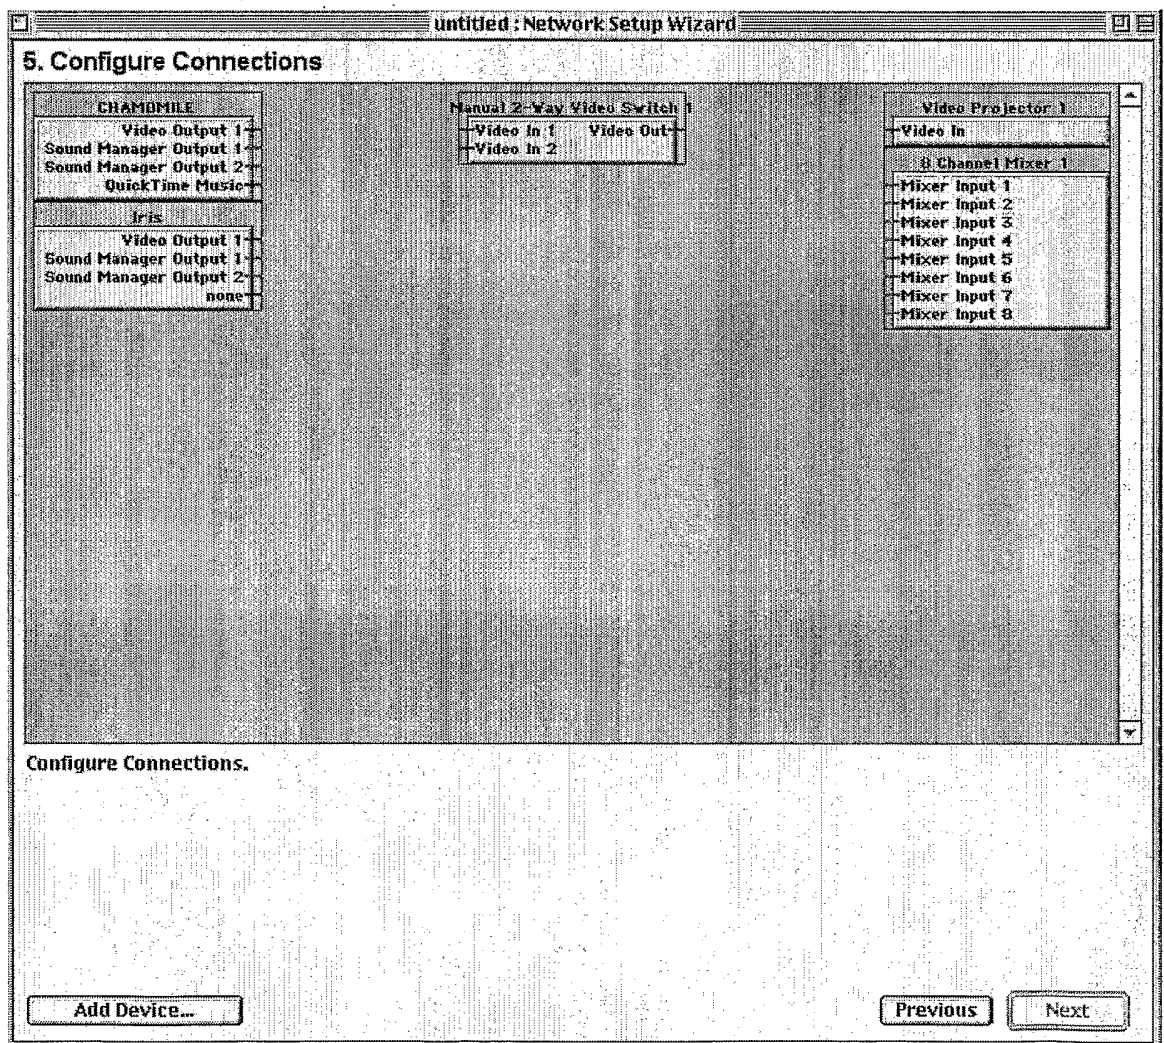 untitled : Network Setup Wizard
5. Configure Connections
CHAMOMILE
Video Output 1
Sound Manager Output 1
Sound Manager Output 2
QuickTime Music
Iris
Video Output 1
Sound Manager Output 1
Sound Manager Output 2
none
Manual 2-Way Video Switch 1
Video In 1 Video Out
Video In 2
Video Projector 1
Video In
8 Channel Mixer 1
Mixer Input 1
Mixer Input 2
Mixer Input 3
Mixer Input 4
Mixer Input 5
Mixer Input 6
Mixer Input 7
Mixer Input 8
Configure Connections.
Add Device...
Previous
Next